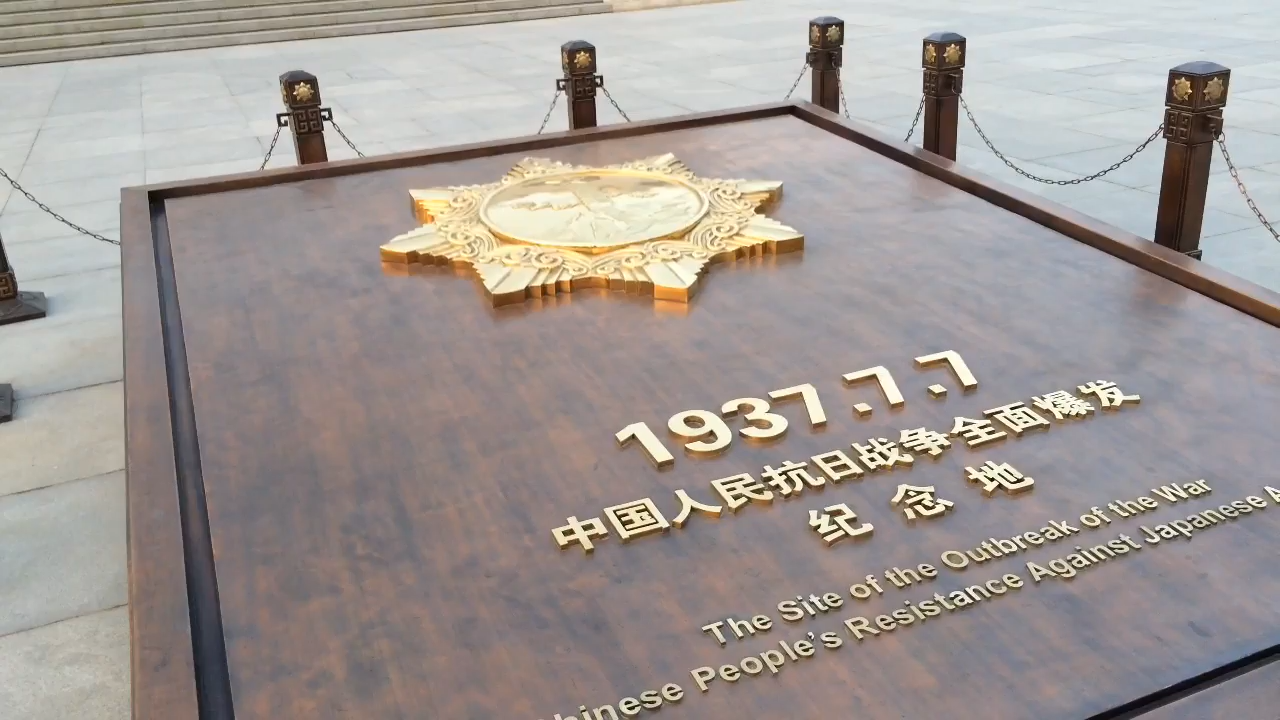 1937.7.7
中国人民抗日战争全面爆发
纪念地
The Site of the Outbreak of the War
People's Resistance Against Japanese